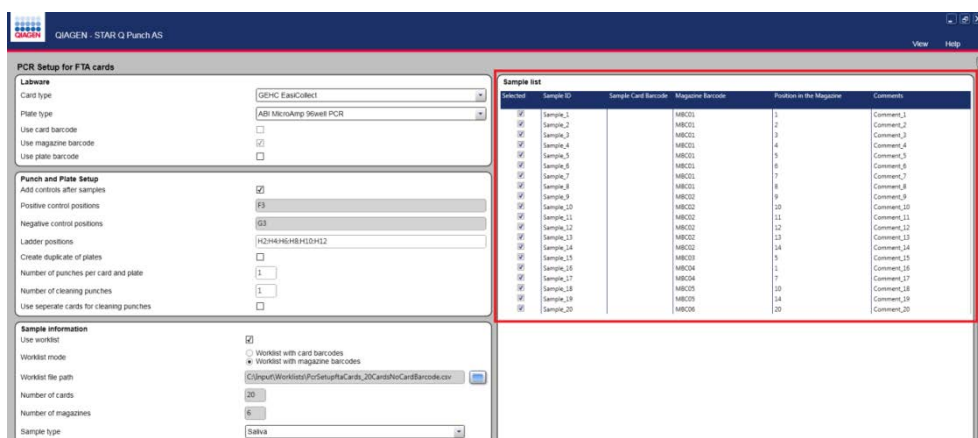 QIAGEN
QIAGEN - STAR Q Punch AS
View Help
PCR Setup for FTA cards
Labware
Card type GEHC EasiCollect
Plate type ABI MicroAmp 96well PCR
Use card barcode
Use magazine barcode
Use plate barcode
Punch and Plate Setup
Add controls after samples
Positive control positions F3
Negative control positions G3
Ladder positions H2;H4;H6;H8;H10;H12
Create duplicate of plates
Number of punches per card and plate 1
Number of cleaning punches 1
Use seperate cards for cleaning punches
Sample information
Use worklist
Worklist mode
Worklist with card barcodes
Worklist with magazine barcodes
Worklist file path C:\Input\Worklists\PcrSetupftaCards_20CardsNoCardBarcode.csv
Number of cards 20
Number of magazines 6
Sample type Saliva
Sample list
Selected Sample ID Sample Card Barcode Magazine Barcode Position in the Magazine Comments
Sample_1 MBC01 1 Comment_1
Sample_2 MBC01 2 Comment_2
Sample_3 MBC01 3 Comment_3
Sample_4 MBC01 4 Comment_4
Sample_5 MBC01 5 Comment_5
Sample_6 MBC01 6 Comment_6
Sample_7 MBC01 7 Comment_7
Sample_8 MBC01 8 Comment_8
Sample_9 MBC02 9 Comment_9
Sample_10 MBC02 10 Comment_10
Sample_11 MBC02 11 Comment_11
Sample_12 MBC02 12 Comment_12
Sample_13 MBC02 13 Comment_13
Sample_14 MBC02 14 Comment_14
Sample_15 MBC03 5 Comment_15
Sample_16 MBC04 1 Comment_16
Sample_17 MBC04 7 Comment_17
Sample_18 MBC05 10 Comment_18
Sample_19 MBC05 14 Comment_19
Sample_20 MBC06 20 Comment_20